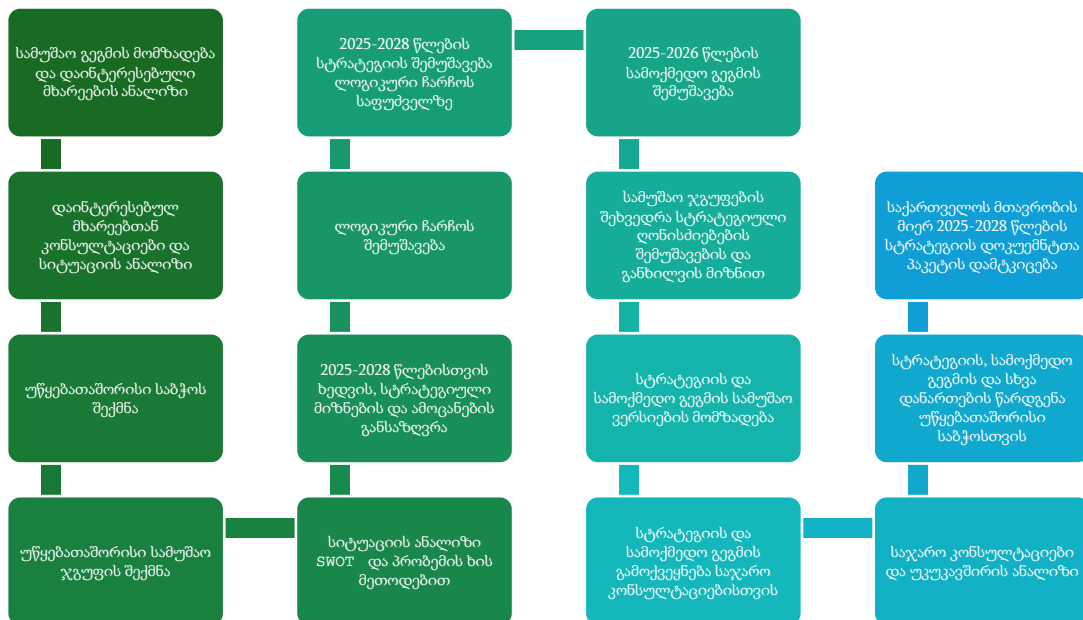 სამუშაო გეგმის მომზადება
და დაინტერესებული
მხარეების ანალიზი
დაინტერესებულ
მხარეებთან
კონსულტაციები და
სიტუაციის ანალიზი
უწყებათაშორისი საბჭოს
შექმნა
უწყებათაშორისი სამუშაო
ჯგუფის შექმნა
სიტუაციის ანალიზი
SWOT და პრობემის ხის
მეთოდებით
2025-2028 წლებისთვის
ხედვის, სტრატეგიული
მიზნების და ამოცანების
განსაზღვრა
ლოგიკური ჩარჩოს
შემუშავება
2025-2028 წლების
სტრატეგიის შემუშავება
ლოგიკური ჩარჩოს
საფუძველზე
2025-2026 წლების
სამოქმედო გეგმის
შემუშავება
სამუშაო ჯგუფების
შეხვედრა სტრატეგიული
ღონისძიებების
შემუშავების და
განხილვის მიზნით
სტრატეგიის და
სამოქმედო გეგმის სამუშაო
ვერსიების მომზადება
სტრატეგიის და
სამოქმედო გეგმის
გამოქვეყნება საჯარო
კონსულტაციებისთვის
საჯარო კონსულტაციები
და უკუკავშირის ანალიზი
სტრატეგიის, სამოქმედო
გეგმის და სხვა
დანართების წარდგენა
უწყებათაშორისი
საბჭოსთვის
საქართველოს მთავრობის
მიერ 2025-2028 წლების
სტრატეგიის დოკუემნტთა
პაკეტის დამტკიცება